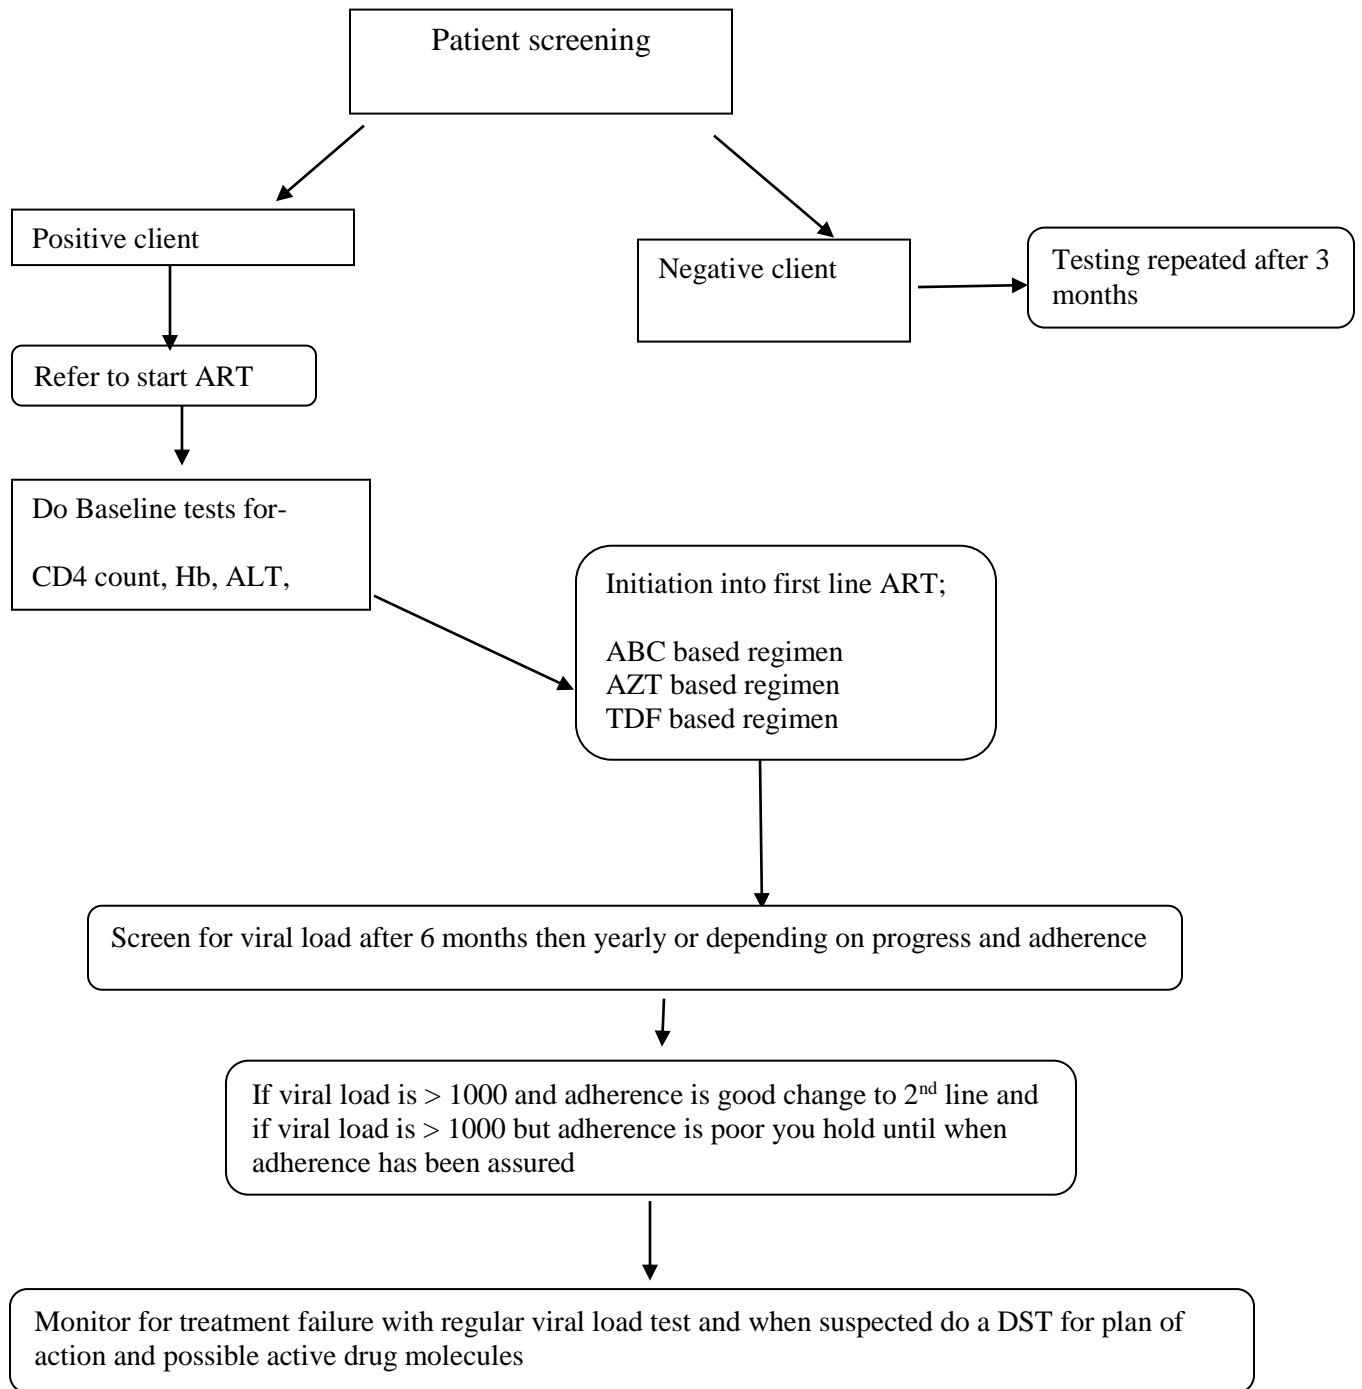 Patient screening
Positive client
Negative client
Testing repeated after 3
months
Refer to start ART
Do Baseline tests for-
CD4 count, Hb, ALT,
Initiation into first line ART;
ABC based regimen
AZT based regimen
TDF based regimen
Screen for viral load after 6 months then yearly or depending on progress and adherence
If viral load is > 1000 and adherence is good change to 2nd line and
if viral load is > 1000 but adherence is poor you hold until when
adherence has been assured
Monitor for treatment failure with regular viral load test and when suspected do a DST for plan of
action and possible active drug molecules